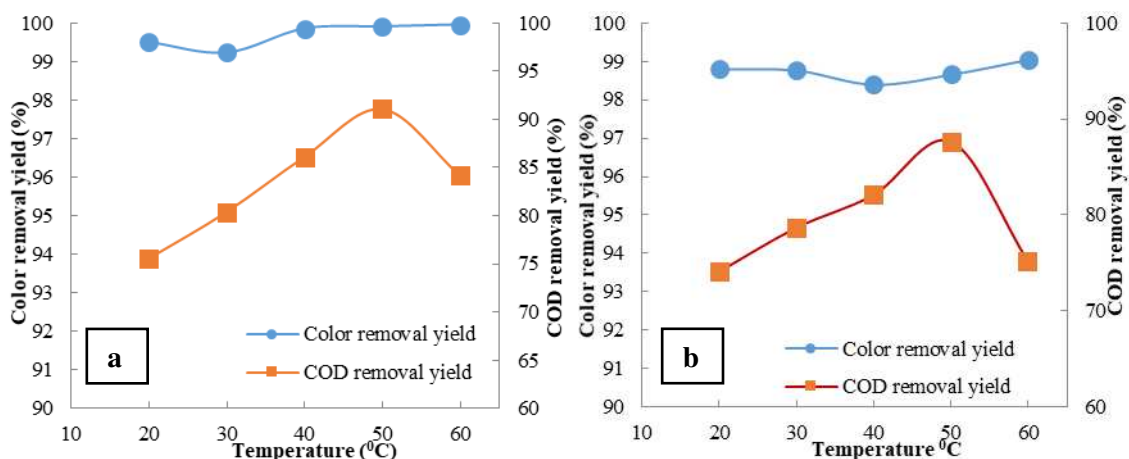 Color removal yield (%)
100
99
98
97
96
95
94
93
92
91
90
100
95
90
85
80
75
70
65
60
COD removal yield (%)
Color removal yield
COD removal yield
a
10 20 30 40 50 60
Temperature (⁰C)
Color removal yield (%)
100
99
98
97
96
95
94
93
92
91
90
100
90
80
70
60
COD removal yield (%)
Color removal yield
COD removal yield
b
10 20 30 40 50 60
Temperature ⁰C